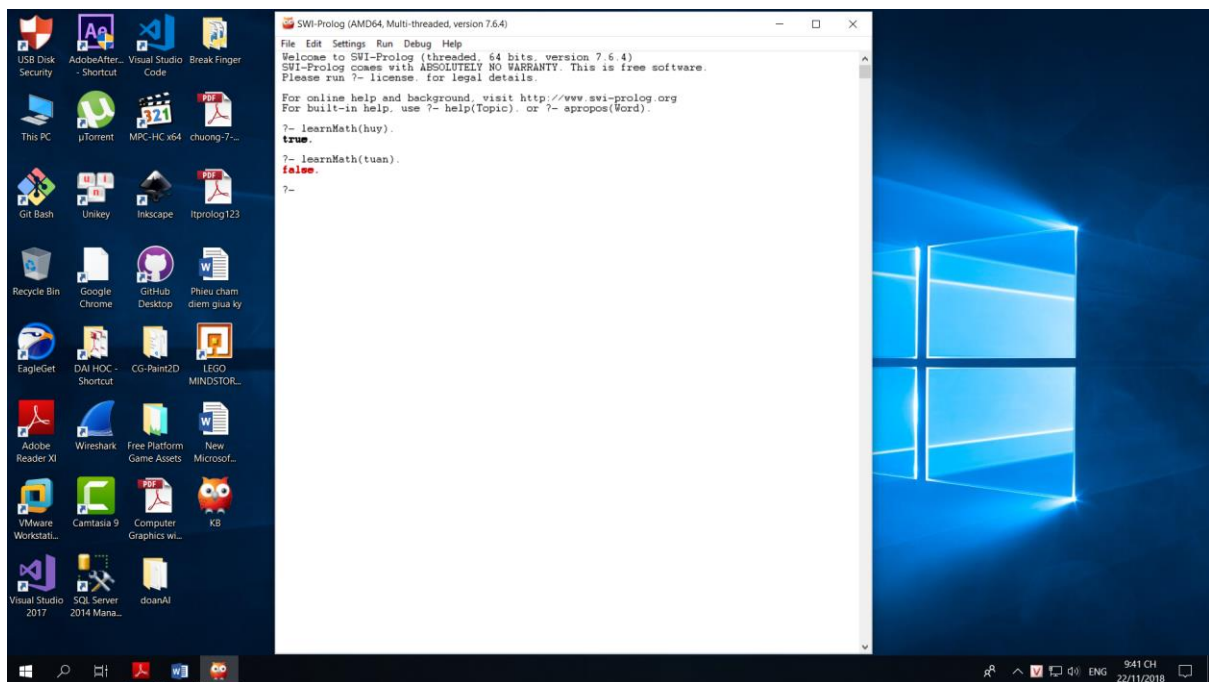 SWI-Prolog (AMD64, Multi-threaded, version 7.6.4)
File Edit Settings Run Debug Help
Welcome to SWI-Prolog (threaded, 64 bits, version 7.6.4)
SWI-Prolog comes with ABSOLUTELY NO WARRANTY. This is free software.
Please run ?- license. for legal details.
For online help and background, visit http://www.swi-prolog.org
For built-in help, use ?- help(Topic). or ?- apropos(Word).
?- learnMath(huy).
true.
?- learnMath(tuan).
false.
?-
USB Disk
Security
AdobeAfter...
- Shortcut
Visual Studio
Code
Break Finger
This PC
µTorrent
MPC-HC x64
chuong-7-...
Git Bash
Unikey
Inkscape
ltprolog123
Recycle Bin
Google
Chrome
GitHub
Desktop
Phieu cham
diem giua ky
EagleGet
DAI HOC -
Shortcut
CG-Paint2D
LEGO
MINDSTOR...
Adobe
Reader XI
Wireshark
Free Platform
Game Assets
New
Microsof...
VMware
Workstati...
Camtasia 9
Computer
Graphics wi...
KB
Visual Studio
2017
SQL Server
2014 Mana...
doanAI
ENG
9:41 CH
22/11/2018